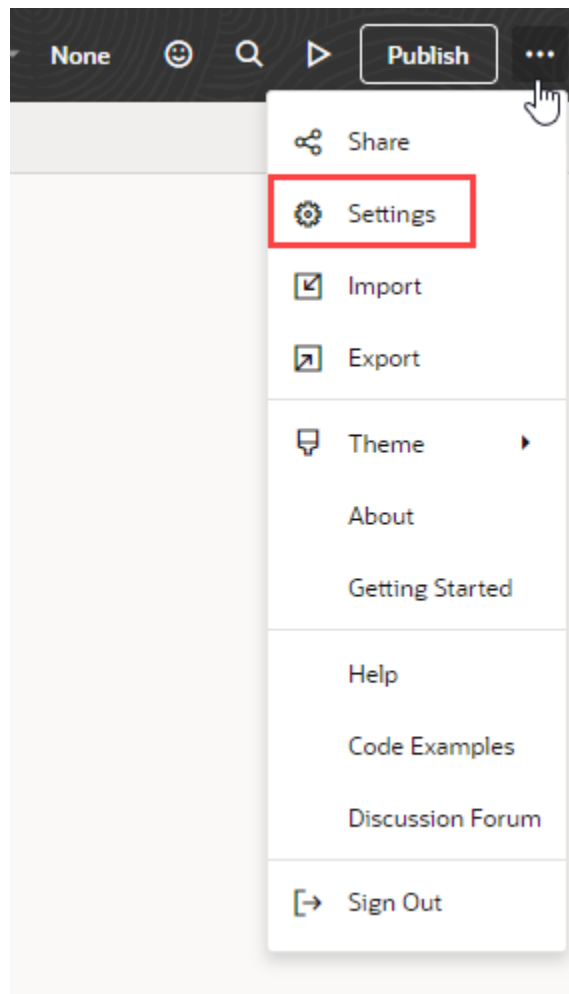 None
Publish
Share
Settings
Import
Export
Theme
About
Getting Started
Help
Code Examples
Discussion Forum
Sign Out